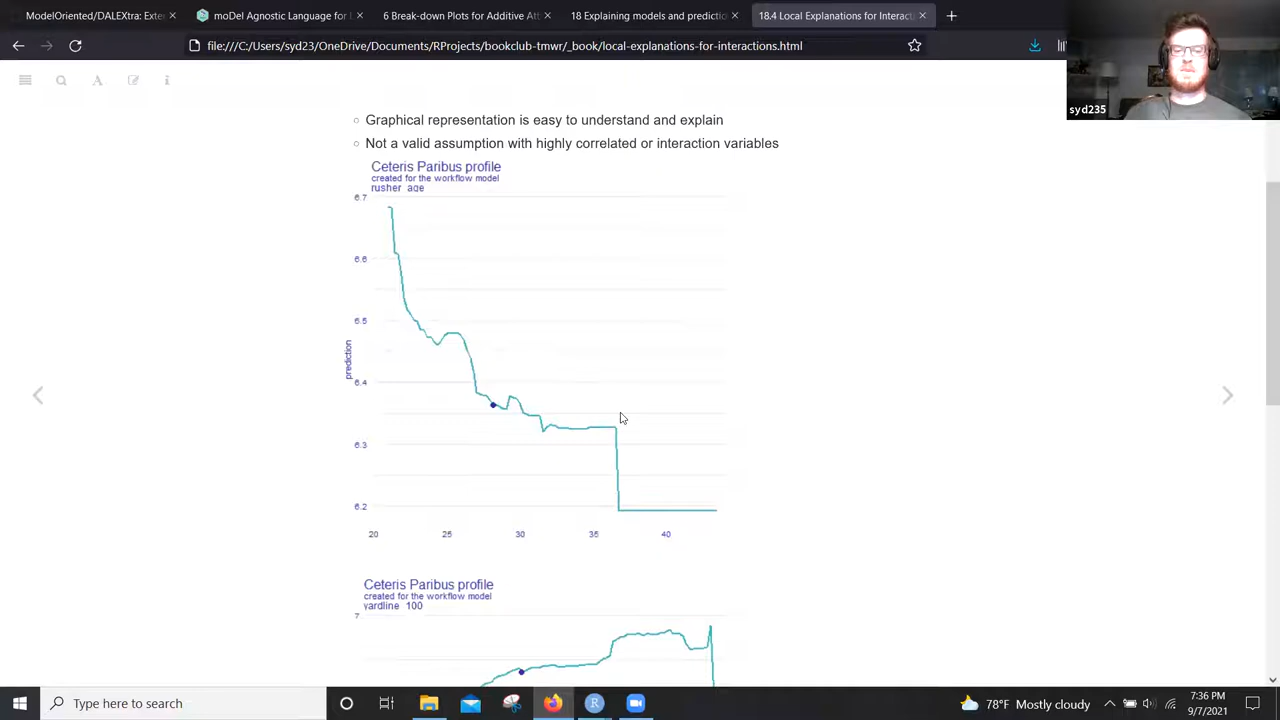 ModelOriented/DALEXtra: Exter
moDel Agnostic Language for
6 Break-down Plots for Additive At
18 Explaining models and predictio
18.4 Local Explanations for Interact
file:///C:/Users/syd23/OneDrive/Documents/RProjects/bookclub-tmwr/_book/local-explanations-for-interactions.html
syd235
Graphical representation is easy to understand and explain
Not a valid assumption with highly correlated or interaction variables
Ceteris Paribus profile
created for the workflow model
rusher_age
6.7
6.6
6.5
6.4
6.3
6.2
prediction
20 25 30 35 40
Ceteris Paribus profile
created for the workflow model
yardline_100
7
Type here to search
78°F Mostly cloudy
7:36 PM
9/7/2021